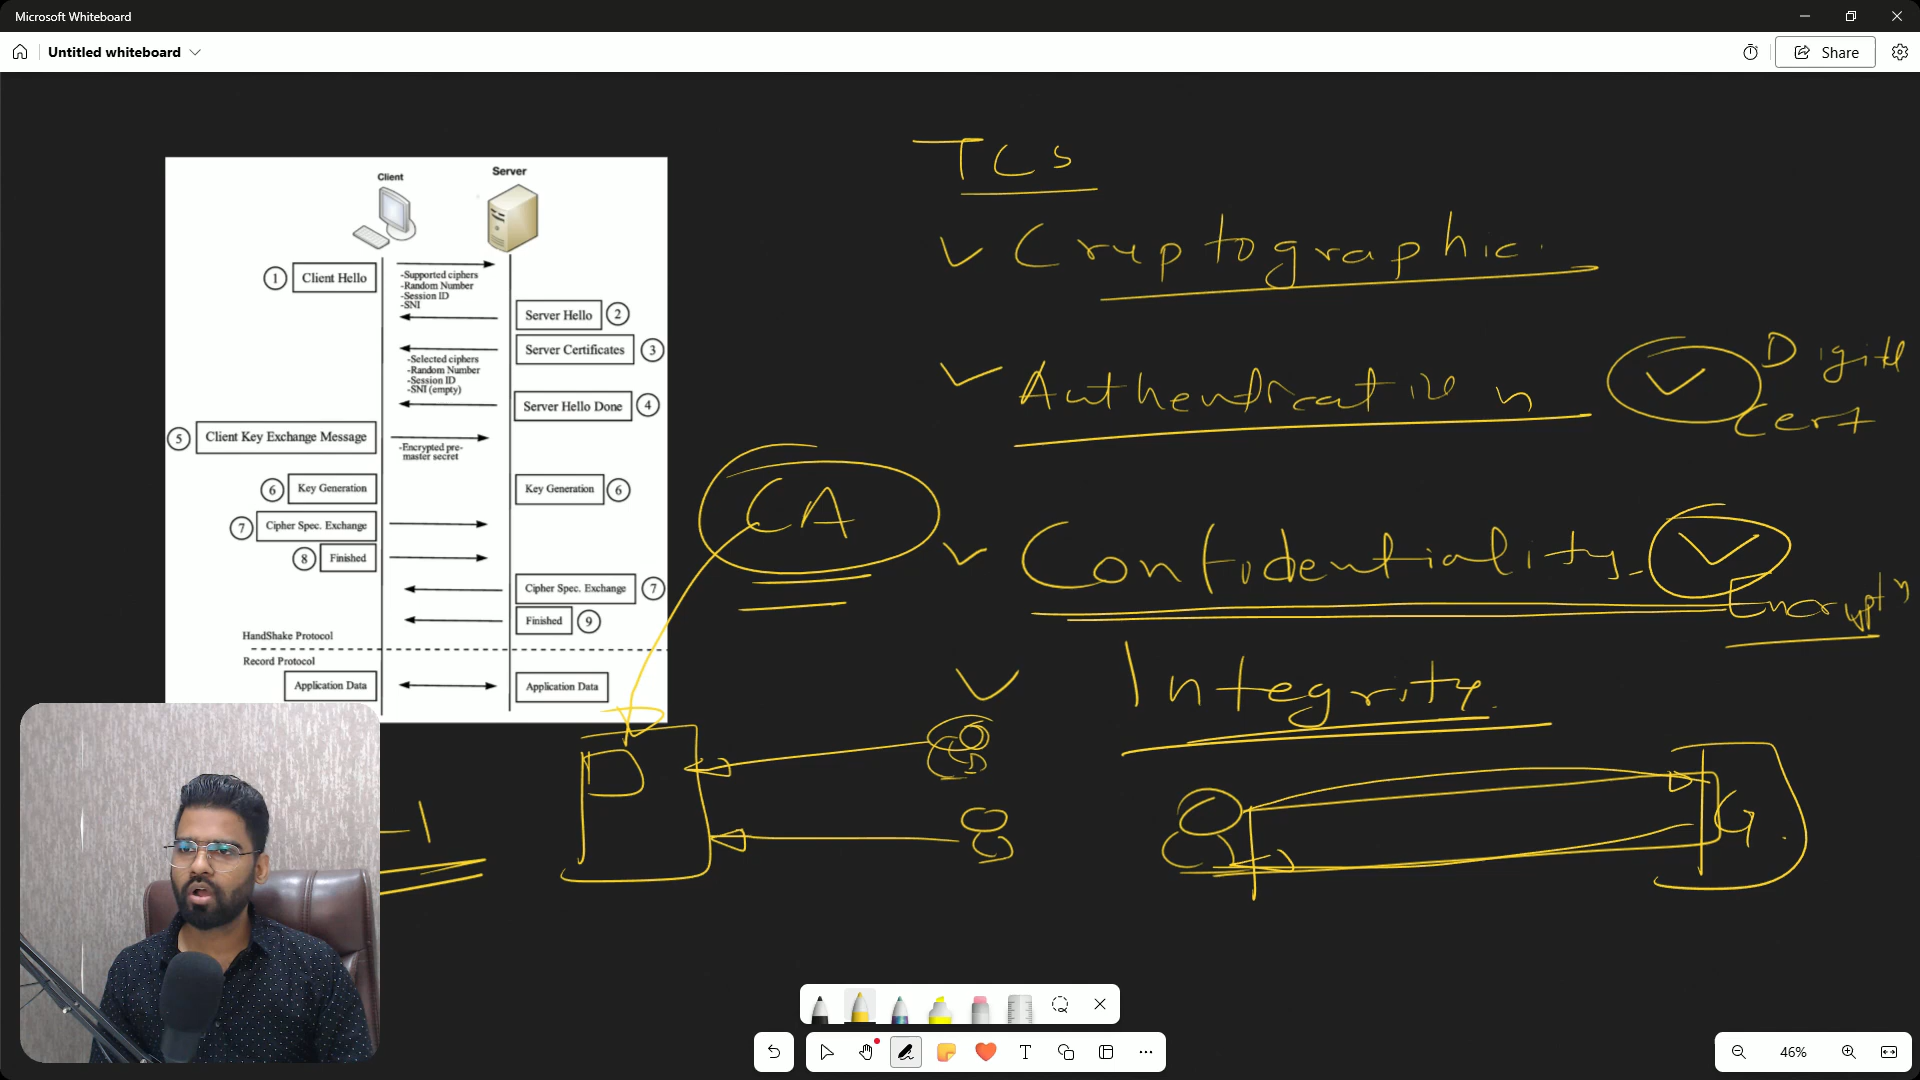 Microsoft Whiteboard
Untitled whiteboard
Share
Client
Server
1 Client Hello
-Supported ciphers
-Random Number
-Session ID
-SNI
Server Hello 2
Server Certificates 3
-Selected ciphers
-Random Number
-Session ID
-SNI (empty)
Server Hello Done 4
5 Client Key Exchange Message
-Encrypted pre-
master secret
6 Key Generation
Key Generation 6
7 Cipher Spec. Exchange
8 Finished
Cipher Spec. Exchange 7
Finished 9
HandShake Protocol
Record Protocol
Application Data
Application Data
TCS
Cryptographic.
Authentication
Digital
Cert
CA
Confidentiality
Encrypt^n
Integrity.
D
G
T
46%